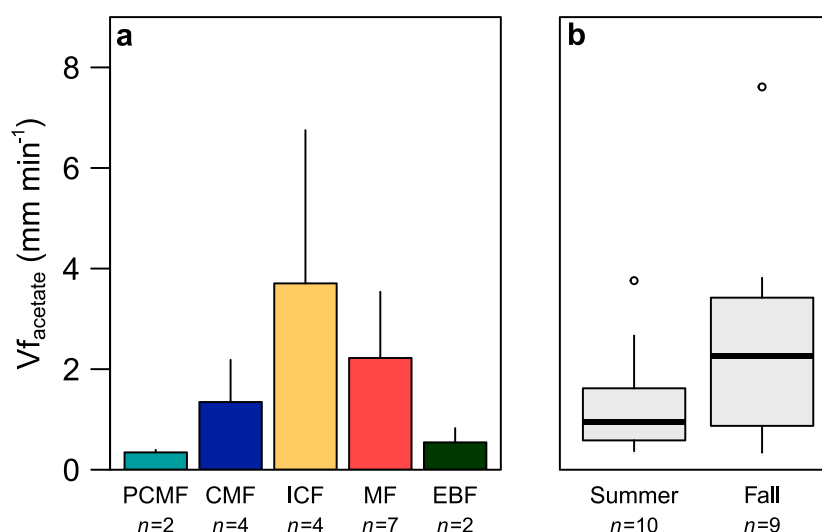 a
b
Vf_acetate (mm min⁻¹)
8
6
4
2
0
PCMF CMF ICF MF EBF
n=2 n=4 n=4 n=7 n=2
Summer Fall
n=10 n=9